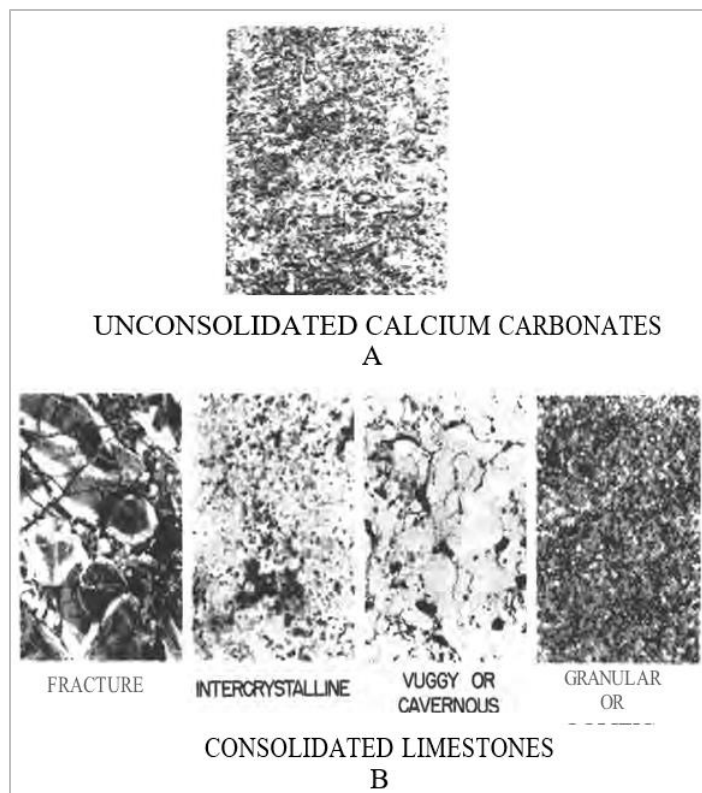 UNCONSOLIDATED CALCIUM CARBONATES
A
FRACTURE
INTERCRYSTALLINE
VUGGY OR
CAVERNOUS
GRANULAR
OR
CONSOLIDATED LIMESTONES
B